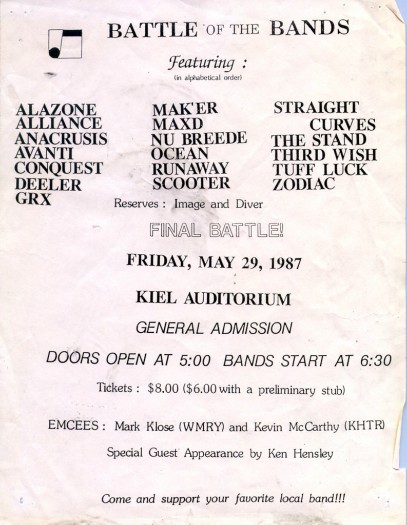 BATTLE OF THE BANDS
Featuring :
(in alphabetical order)
ALAZONE
ALLIANCE
ANACRUSIS
AVANTI
CONQUEST
DEELER
GRX
MAK'ER
MAXD
NU BREEDE
OCEAN
RUNAWAY
SCOOTER
STRAIGHT
CURVES
THE STAND
THIRD WISH
TUFF LUCK
ZODIAC
Reserves : Image and Diver
FINAL BATTLE!
FRIDAY, MAY 29, 1987
KIEL AUDITORIUM
GENERAL ADMISSION
DOORS OPEN AT 5:00 BANDS START AT 6:30
Tickets : $8.00 ($6.00 with a preliminary stub)
EMCEES : Mark Klose (WMRY) and Kevin McCarthy (KHTR)
Special Guest Appearance by Ken Hensley
Come and support your favorite local band!!!